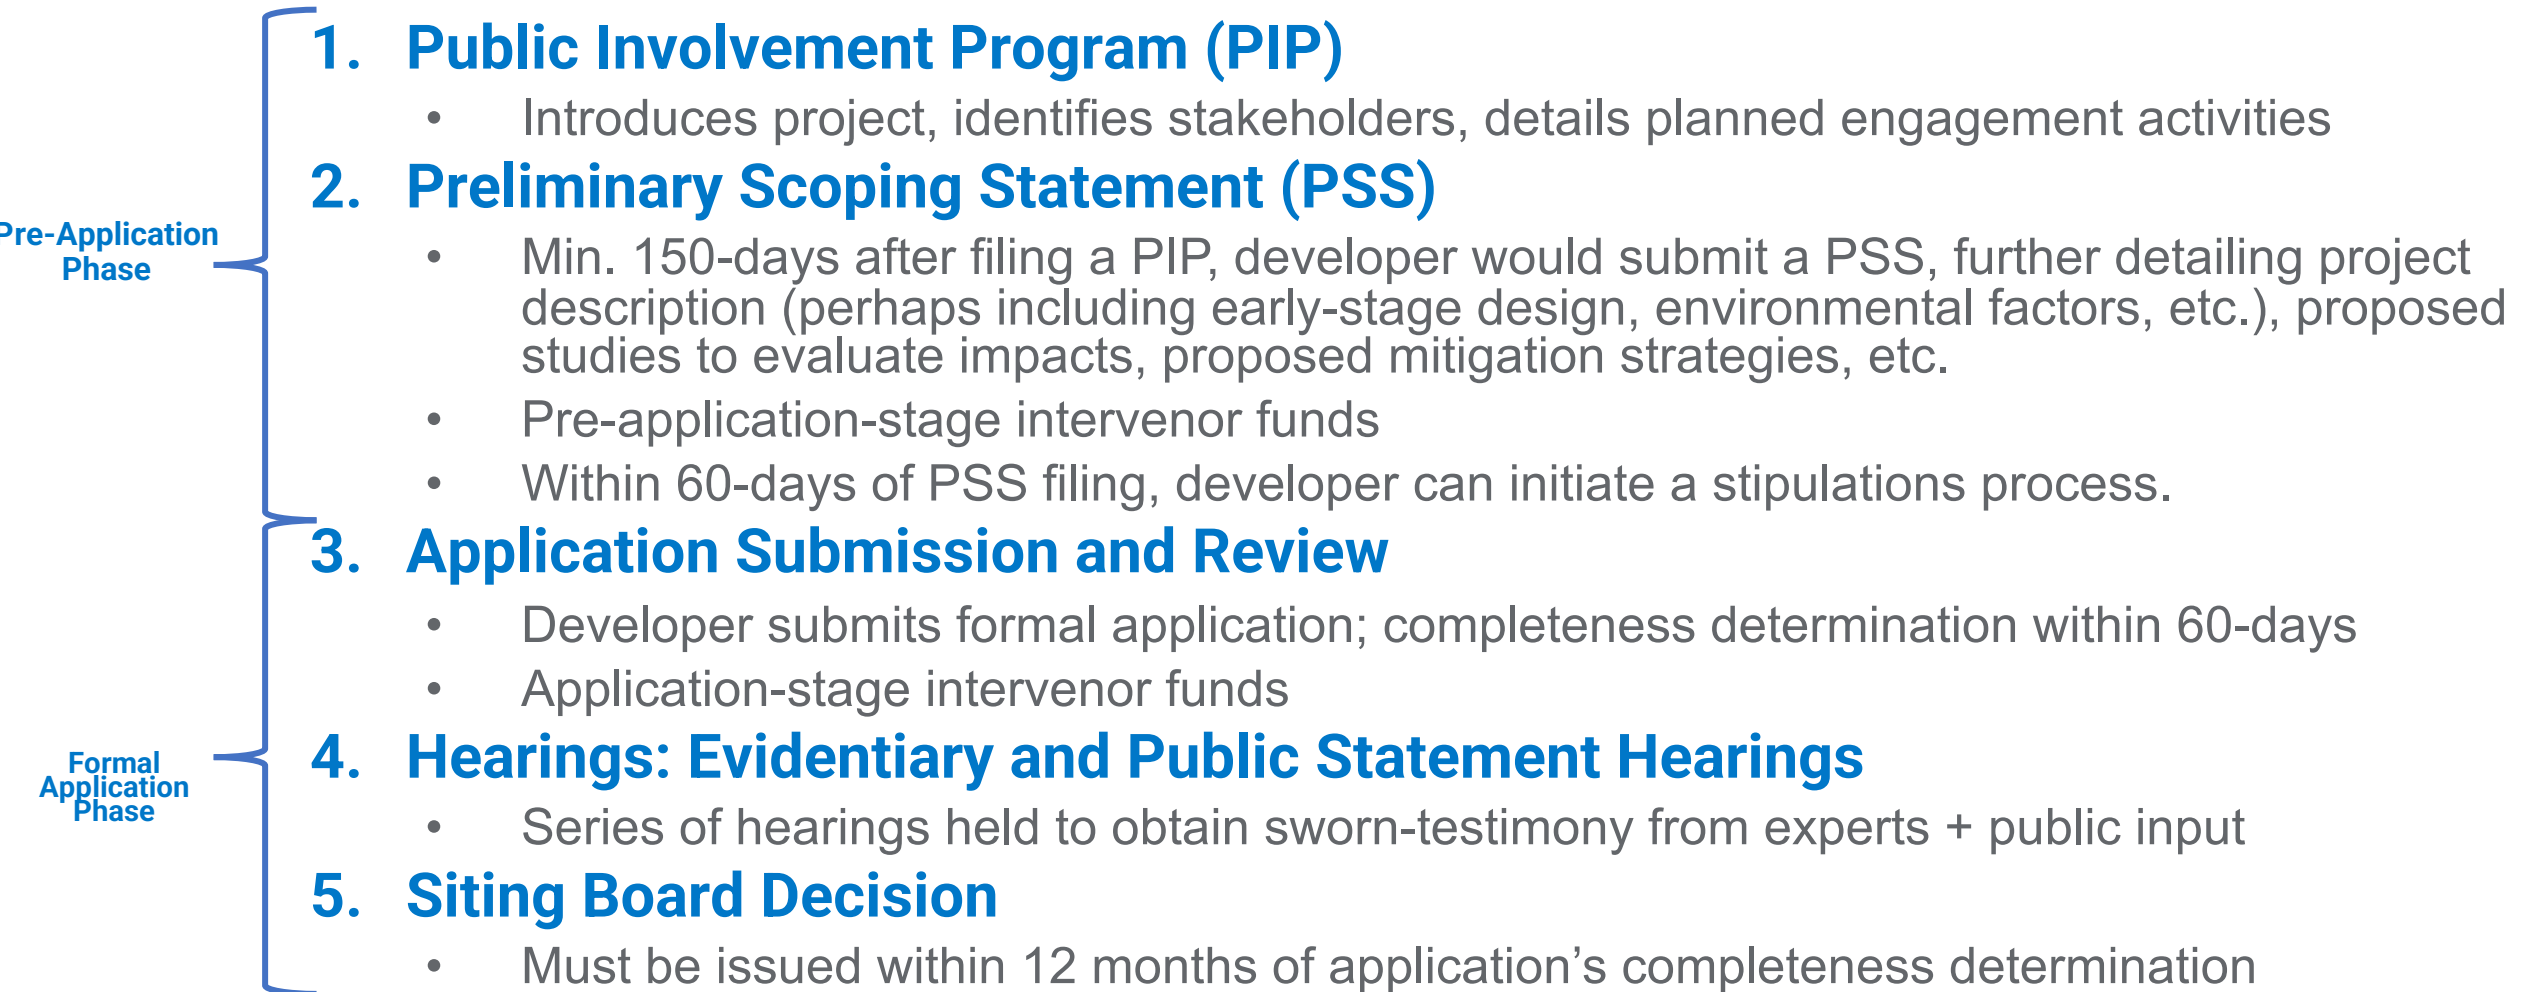 1. Public Involvement Program (PIP)
• Introduces project, identifies stakeholders, details planned engagement activities
2. Preliminary Scoping Statement (PSS)
Pre-Application
Phase
• Min. 150-days after filing a PIP, developer would submit a PSS, further detailing project
description (perhaps including early-stage design, environmental factors, etc.), proposed
studies to evaluate impacts, proposed mitigation strategies, etc.
• Pre-application-stage intervenor funds
• Within 60-days of PSS filing, developer can initiate a stipulations process.
3. Application Submission and Review
• Developer submits formal application; completeness determination within 60-days
• Application-stage intervenor funds
Formal
Application
Phase
4. Hearings: Evidentiary and Public Statement Hearings
• Series of hearings held to obtain sworn-testimony from experts + public input
5. Siting Board Decision
• Must be issued within 12 months of application’s completeness determination